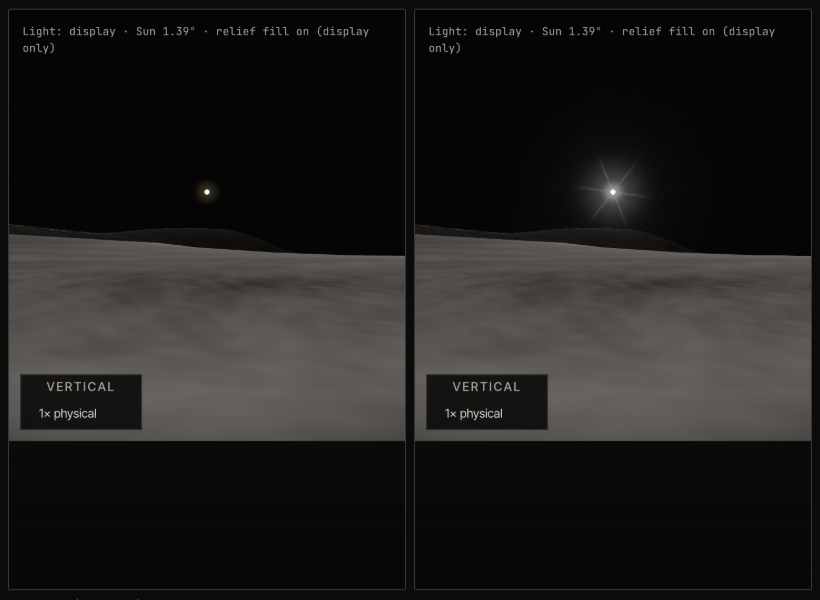 Light: display · Sun 1.39° · relief fill on (display
only)
VERTICAL
1× physical
Light: display · Sun 1.39° · relief fill on (display
only)
VERTICAL
1× physical